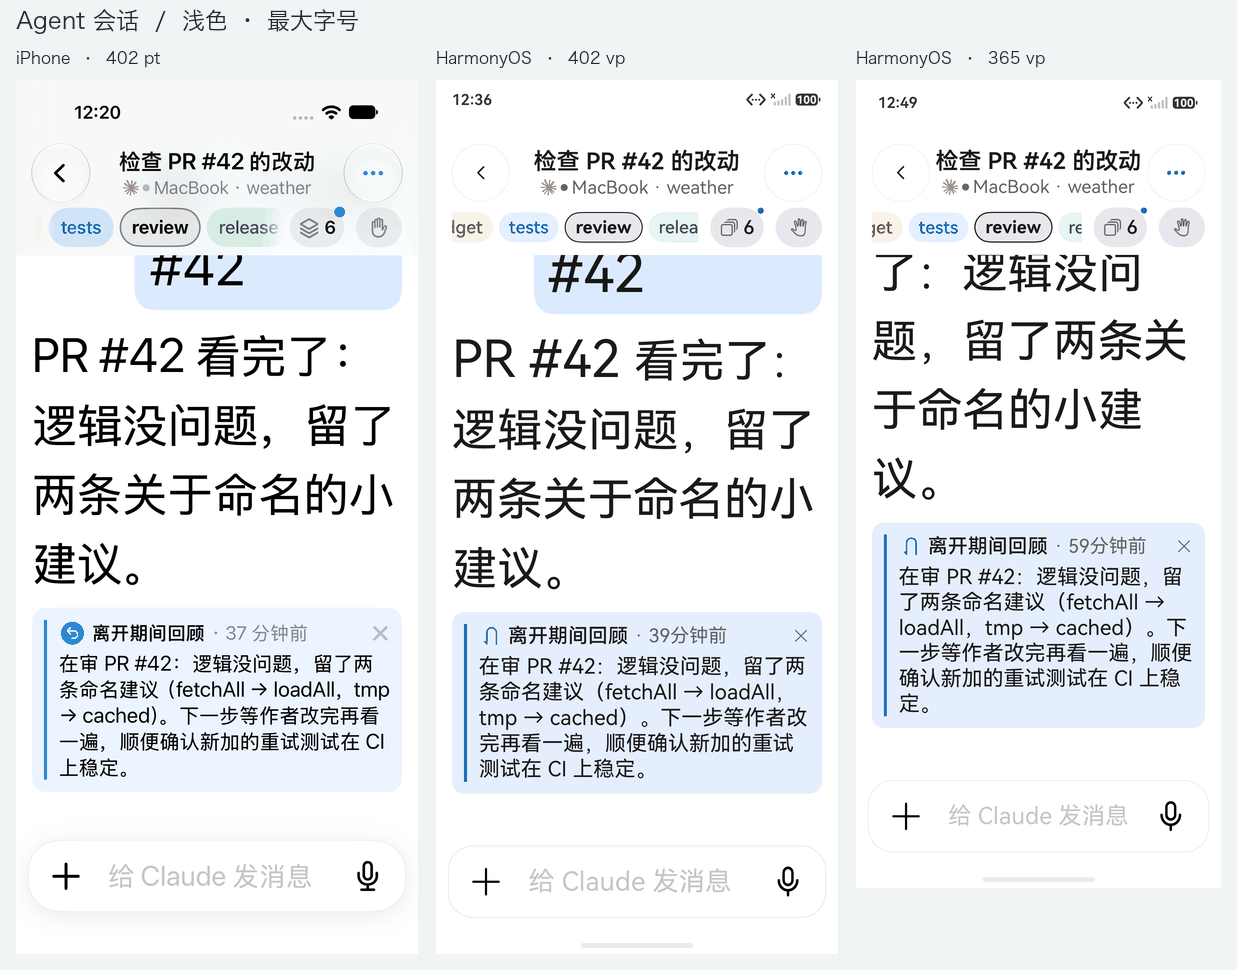 Agent 会话 / 浅色 · 最大字号
iPhone · 402 pt
12:20
检查 PR #42 的改动
MacBook · weather
tests review release 6
#42
PR #42 看完了：
逻辑没问题，留了
两条关于命名的小
建议。
离开期间回顾 · 37 分钟前
在审 PR #42：逻辑没问题，留了两
条命名建议（fetchAll → loadAll，tmp
→ cached）。下一步等作者改完再看
一遍，顺便确认新加的重试测试在 CI
上稳定。
给 Claude 发消息
HarmonyOS · 402 vp
12:36
100
检查 PR #42 的改动
MacBook · weather
dget tests review relea 6
#42
PR #42 看完了：
逻辑没问题，留了
两条关于命名的小
建议。
离开期间回顾 · 39分钟前
在审 PR #42：逻辑没问题，留了两
条命名建议（fetchAll → loadAll，
tmp → cached）。下一步等作者改
完再看一遍，顺便确认新加的重试
测试在 CI 上稳定。
给 Claude 发消息
HarmonyOS · 365 vp
12:49
100
检查 PR #42 的改动
MacBook · weather
get tests review re 6
了：逻辑没问
题，留了两条关
于命名的小建
议。
离开期间回顾 · 59分钟前
在审 PR #42：逻辑没问题，留
了两条命名建议（fetchAll →
loadAll，tmp → cached）。下
一步等作者改完再看一遍，顺便
确认新加的重试测试在 CI 上稳
定。
给 Claude 发消息